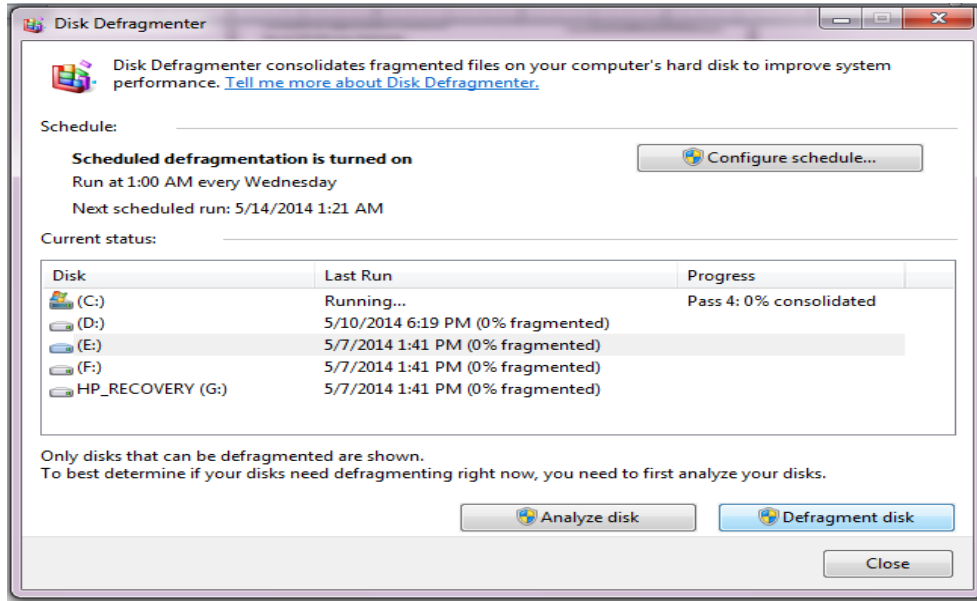 Disk Defragmenter
Disk Defragmenter consolidates fragmented files on your computer's hard disk to improve system
performance. Tell me more about Disk Defragmenter.
Schedule:
Scheduled defragmentation is turned on
Configure schedule...
Run at 1:00 AM every Wednesday
Next scheduled run: 5/14/2014 1:21 AM
Current status:
Disk Last Run Progress
(C:) Running... Pass 4: 0% consolidated
(D:) 5/10/2014 6:19 PM (0% fragmented)
(E:) 5/7/2014 1:41 PM (0% fragmented)
(F:) 5/7/2014 1:41 PM (0% fragmented)
HP_RECOVERY (G:) 5/7/2014 1:41 PM (0% fragmented)
Only disks that can be defragmented are shown.
To best determine if your disks need defragmenting right now, you need to first analyze your disks.
Analyze disk Defragment disk
Close